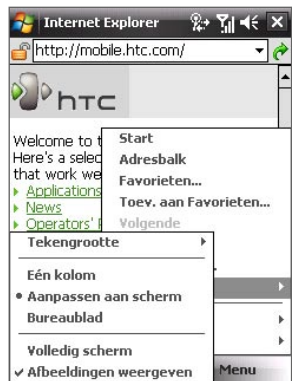 Internet Explorer
http://mobile.htc.com/
hTC
Welcome to t
Here's a selec
that work we
Applications
News
Operators'
Start
Adresbalk
Favorieten...
Toev. aan Favorieten...
Volgende
Tekengrootte
Eén kolom
Aanpassen aan scherm
Bureaublad
Volledig scherm
Afbeeldingen weergeven
Menu